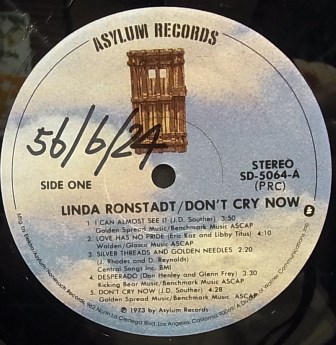 ASYLUM RECORDS
56/6/24
STEREO
SD-5064-A
(PRC)
SIDE ONE
LINDA RONSTADT/DON'T CRY NOW
1. I CAN ALMOST SEE IT (J.D. Souther) 3:50
Golden Spread Music/Benchmark Music ASCAP
2. LOVE HAS NO PRIDE (Eric Kaz and Libby Titus) 4:10
Walden/Glasco Music ASCAP
3. SILVER THREADS AND GOLDEN NEEDLES 2:20
(J. Rhodes and D. Reynolds)
Central Songs Inc. BMI
4. DESPERADO (Don Henley and Glenn Frey) 3:30
Kicking Bear Music/Benchmark Music ASCAP
5. DON'T CRY NOW (J.D. Souther) 4:28
Golden Spread Music/Benchmark Music ASCAP
℗ 1973 by Asylum Records
Blvd. Los Angeles, California